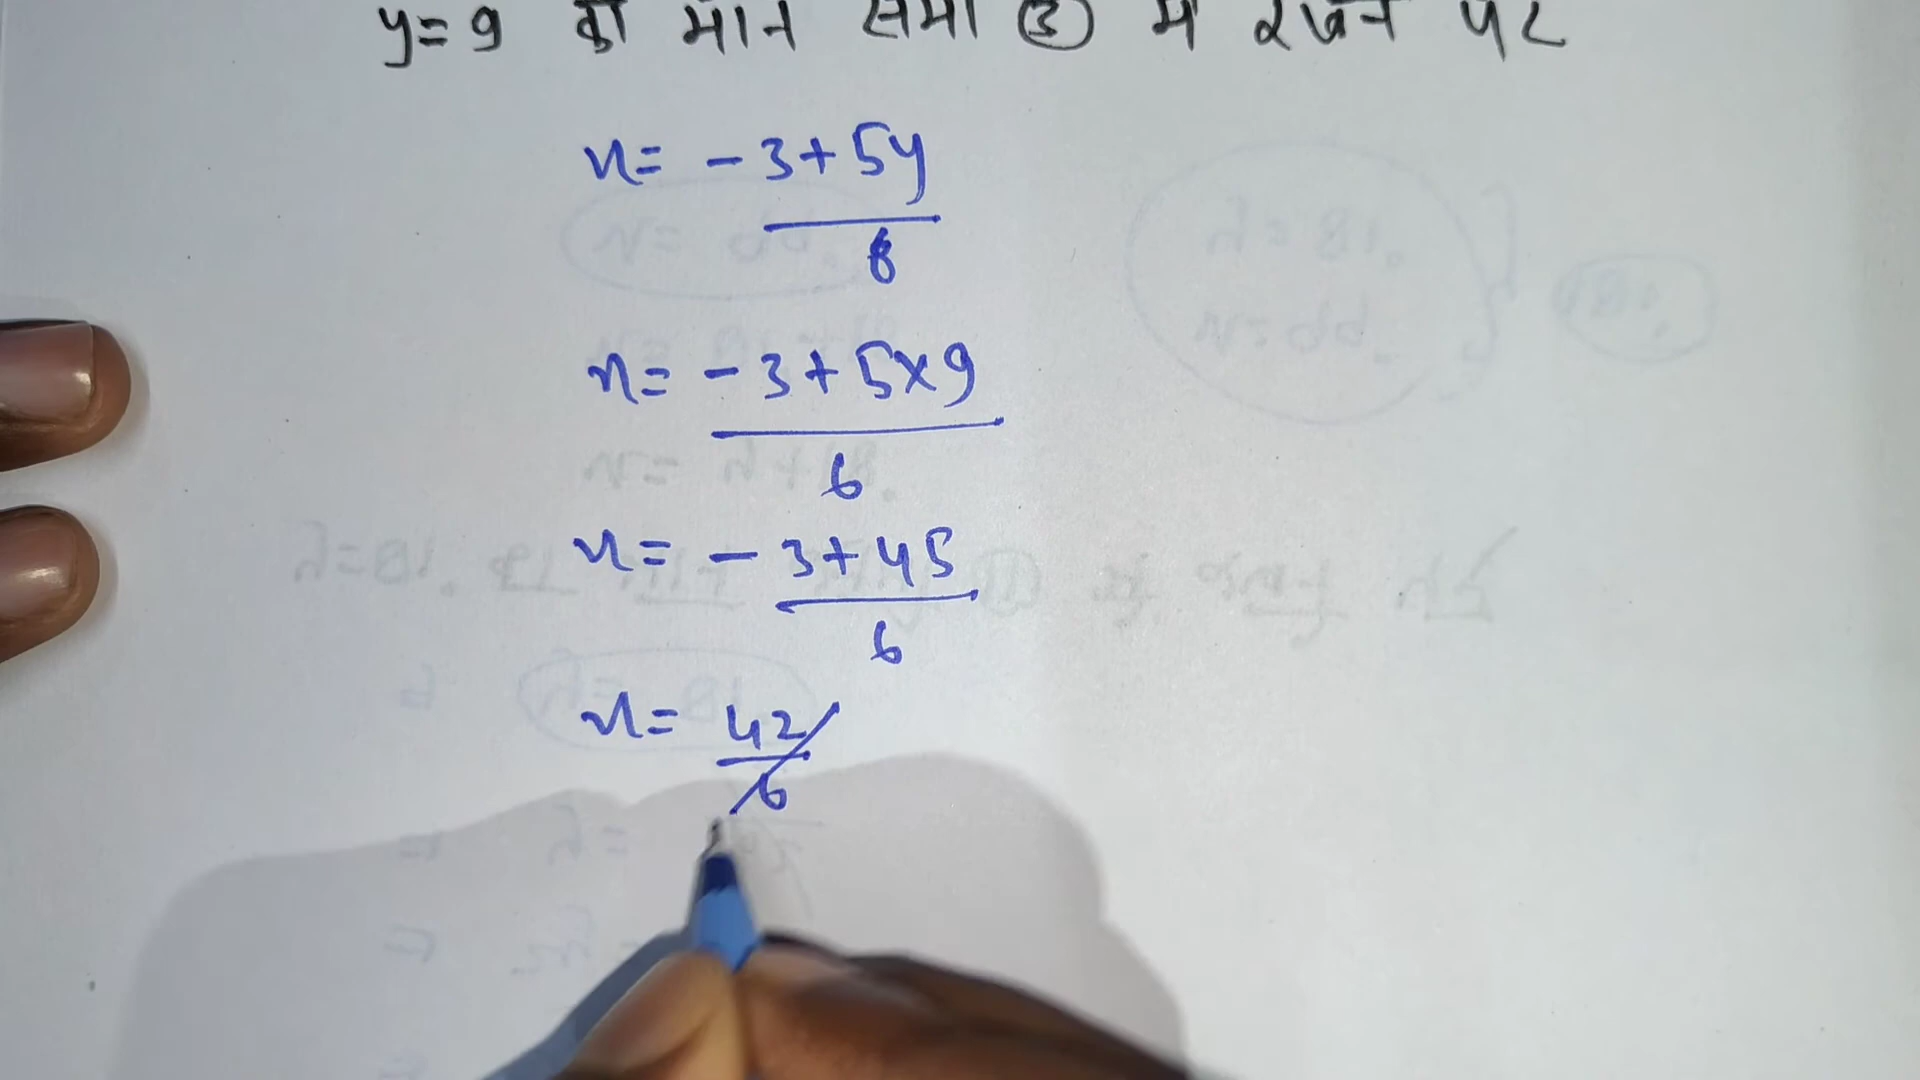 y=9 का मान समी ③ में रखने पर
x= -3+5y
6
x= -3+5×9
6
x= -3+45
6
x= 42
6